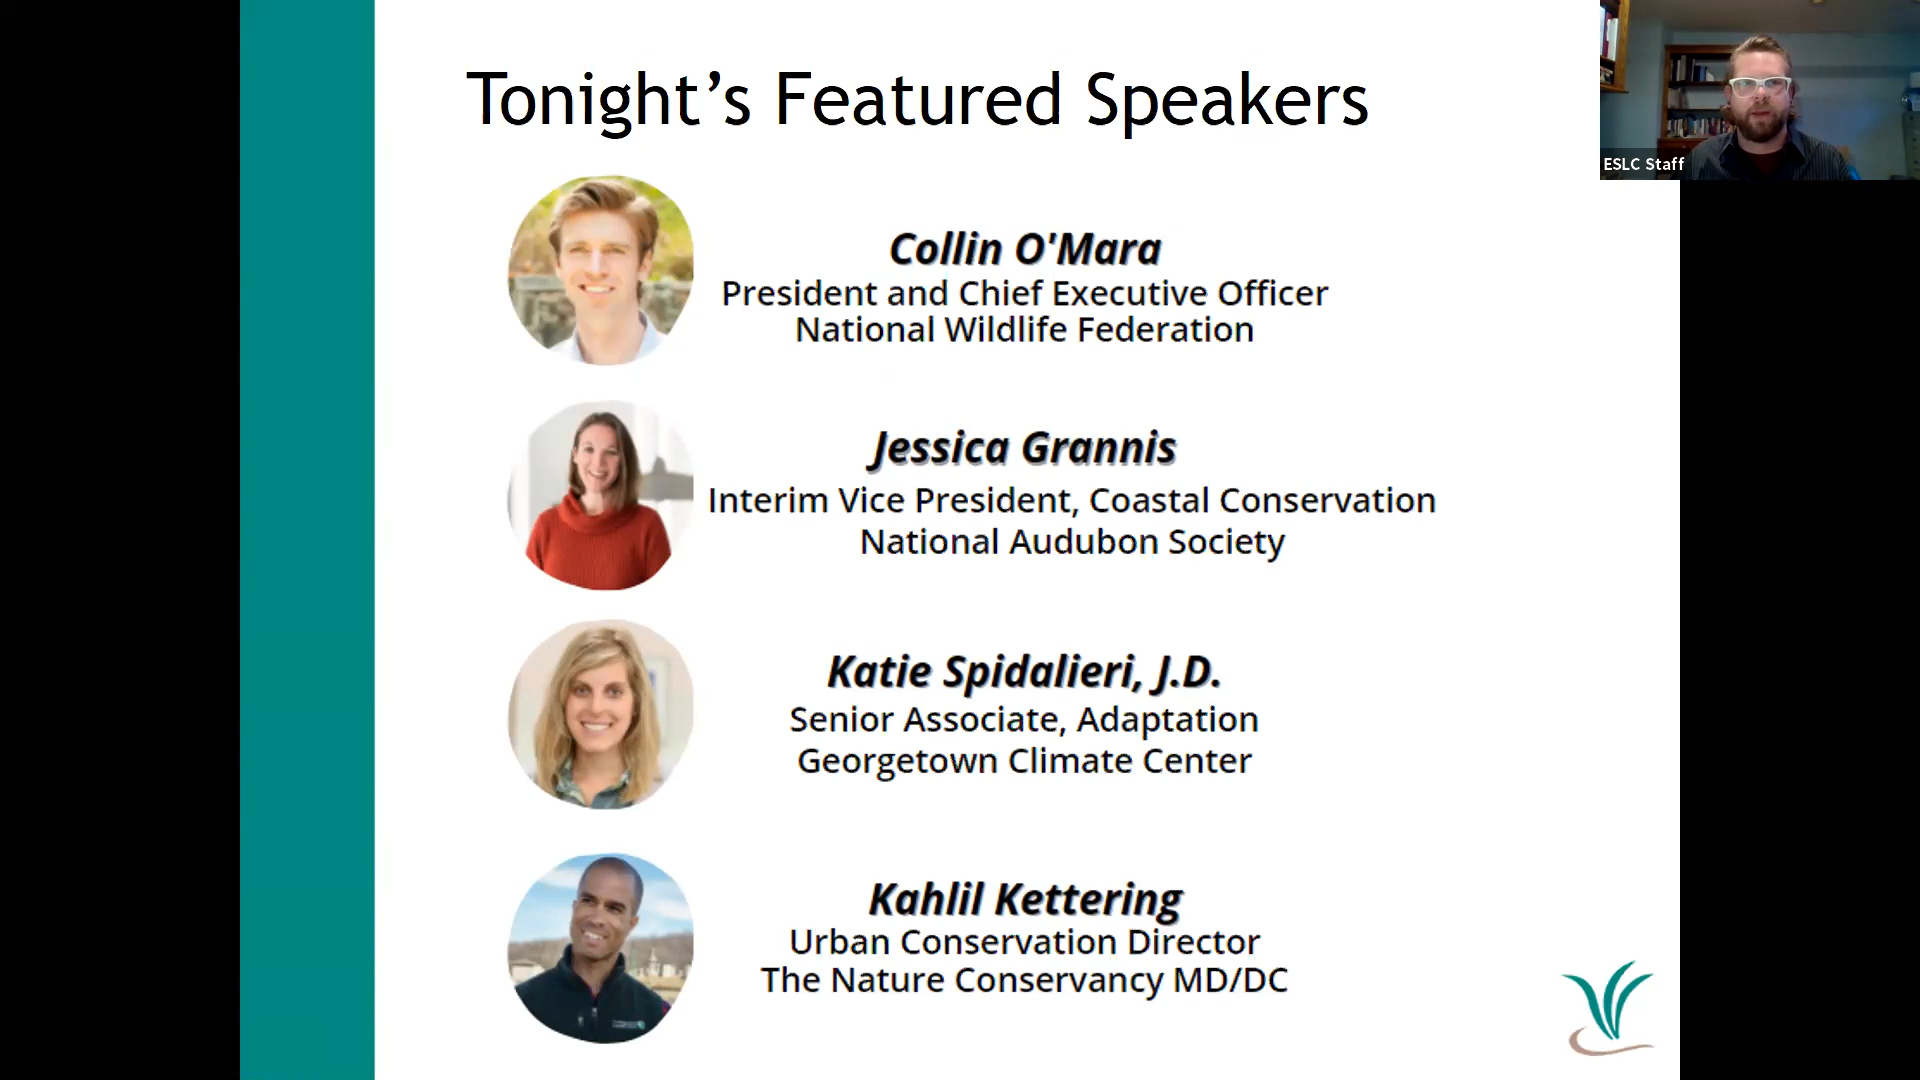 Tonight’s Featured Speakers
ESLC Staff
Collin O'Mara
President and Chief Executive Officer
National Wildlife Federation
Jessica Grannis
Interim Vice President, Coastal Conservation
National Audubon Society
Katie Spidalieri, J.D.
Senior Associate, Adaptation
Georgetown Climate Center
Kahlil Kettering
Urban Conservation Director
The Nature Conservancy MD/DC